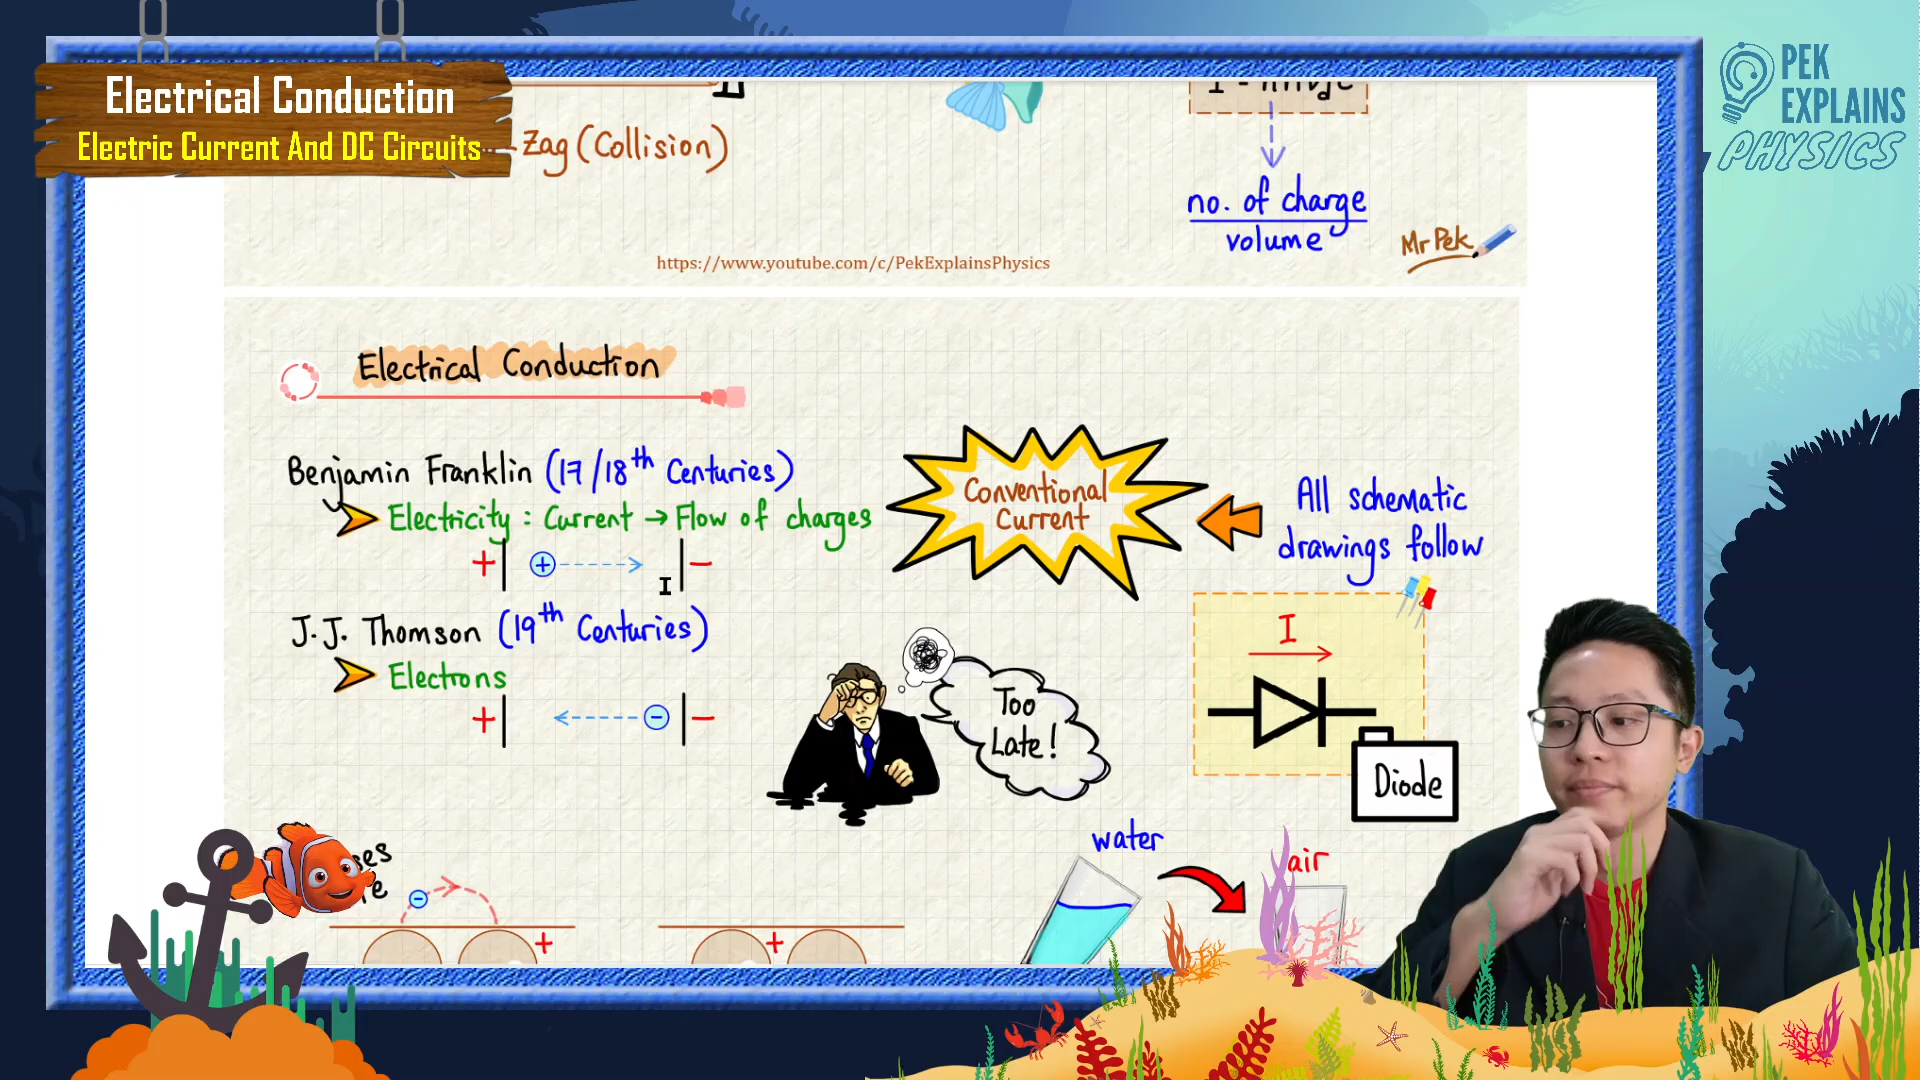 Electrical Conduction
Electric Current And DC Circuits
PEK
EXPLAINS
PHYSICS
-Zag (Collision)
no. of charge
volume
Mr Pek
https://www.youtube.com/c/PekExplainsPhysics
Electrical Conduction
Benjamin Franklin (17/18th Centuries)
Electricity : Current → Flow of charges
+ + −
J.J. Thomson (19th Centuries)
Electrons
+ − −
Conventional
Current
All schematic
drawings follow
I
Diode
Too
Late!
water
air
−
+ +